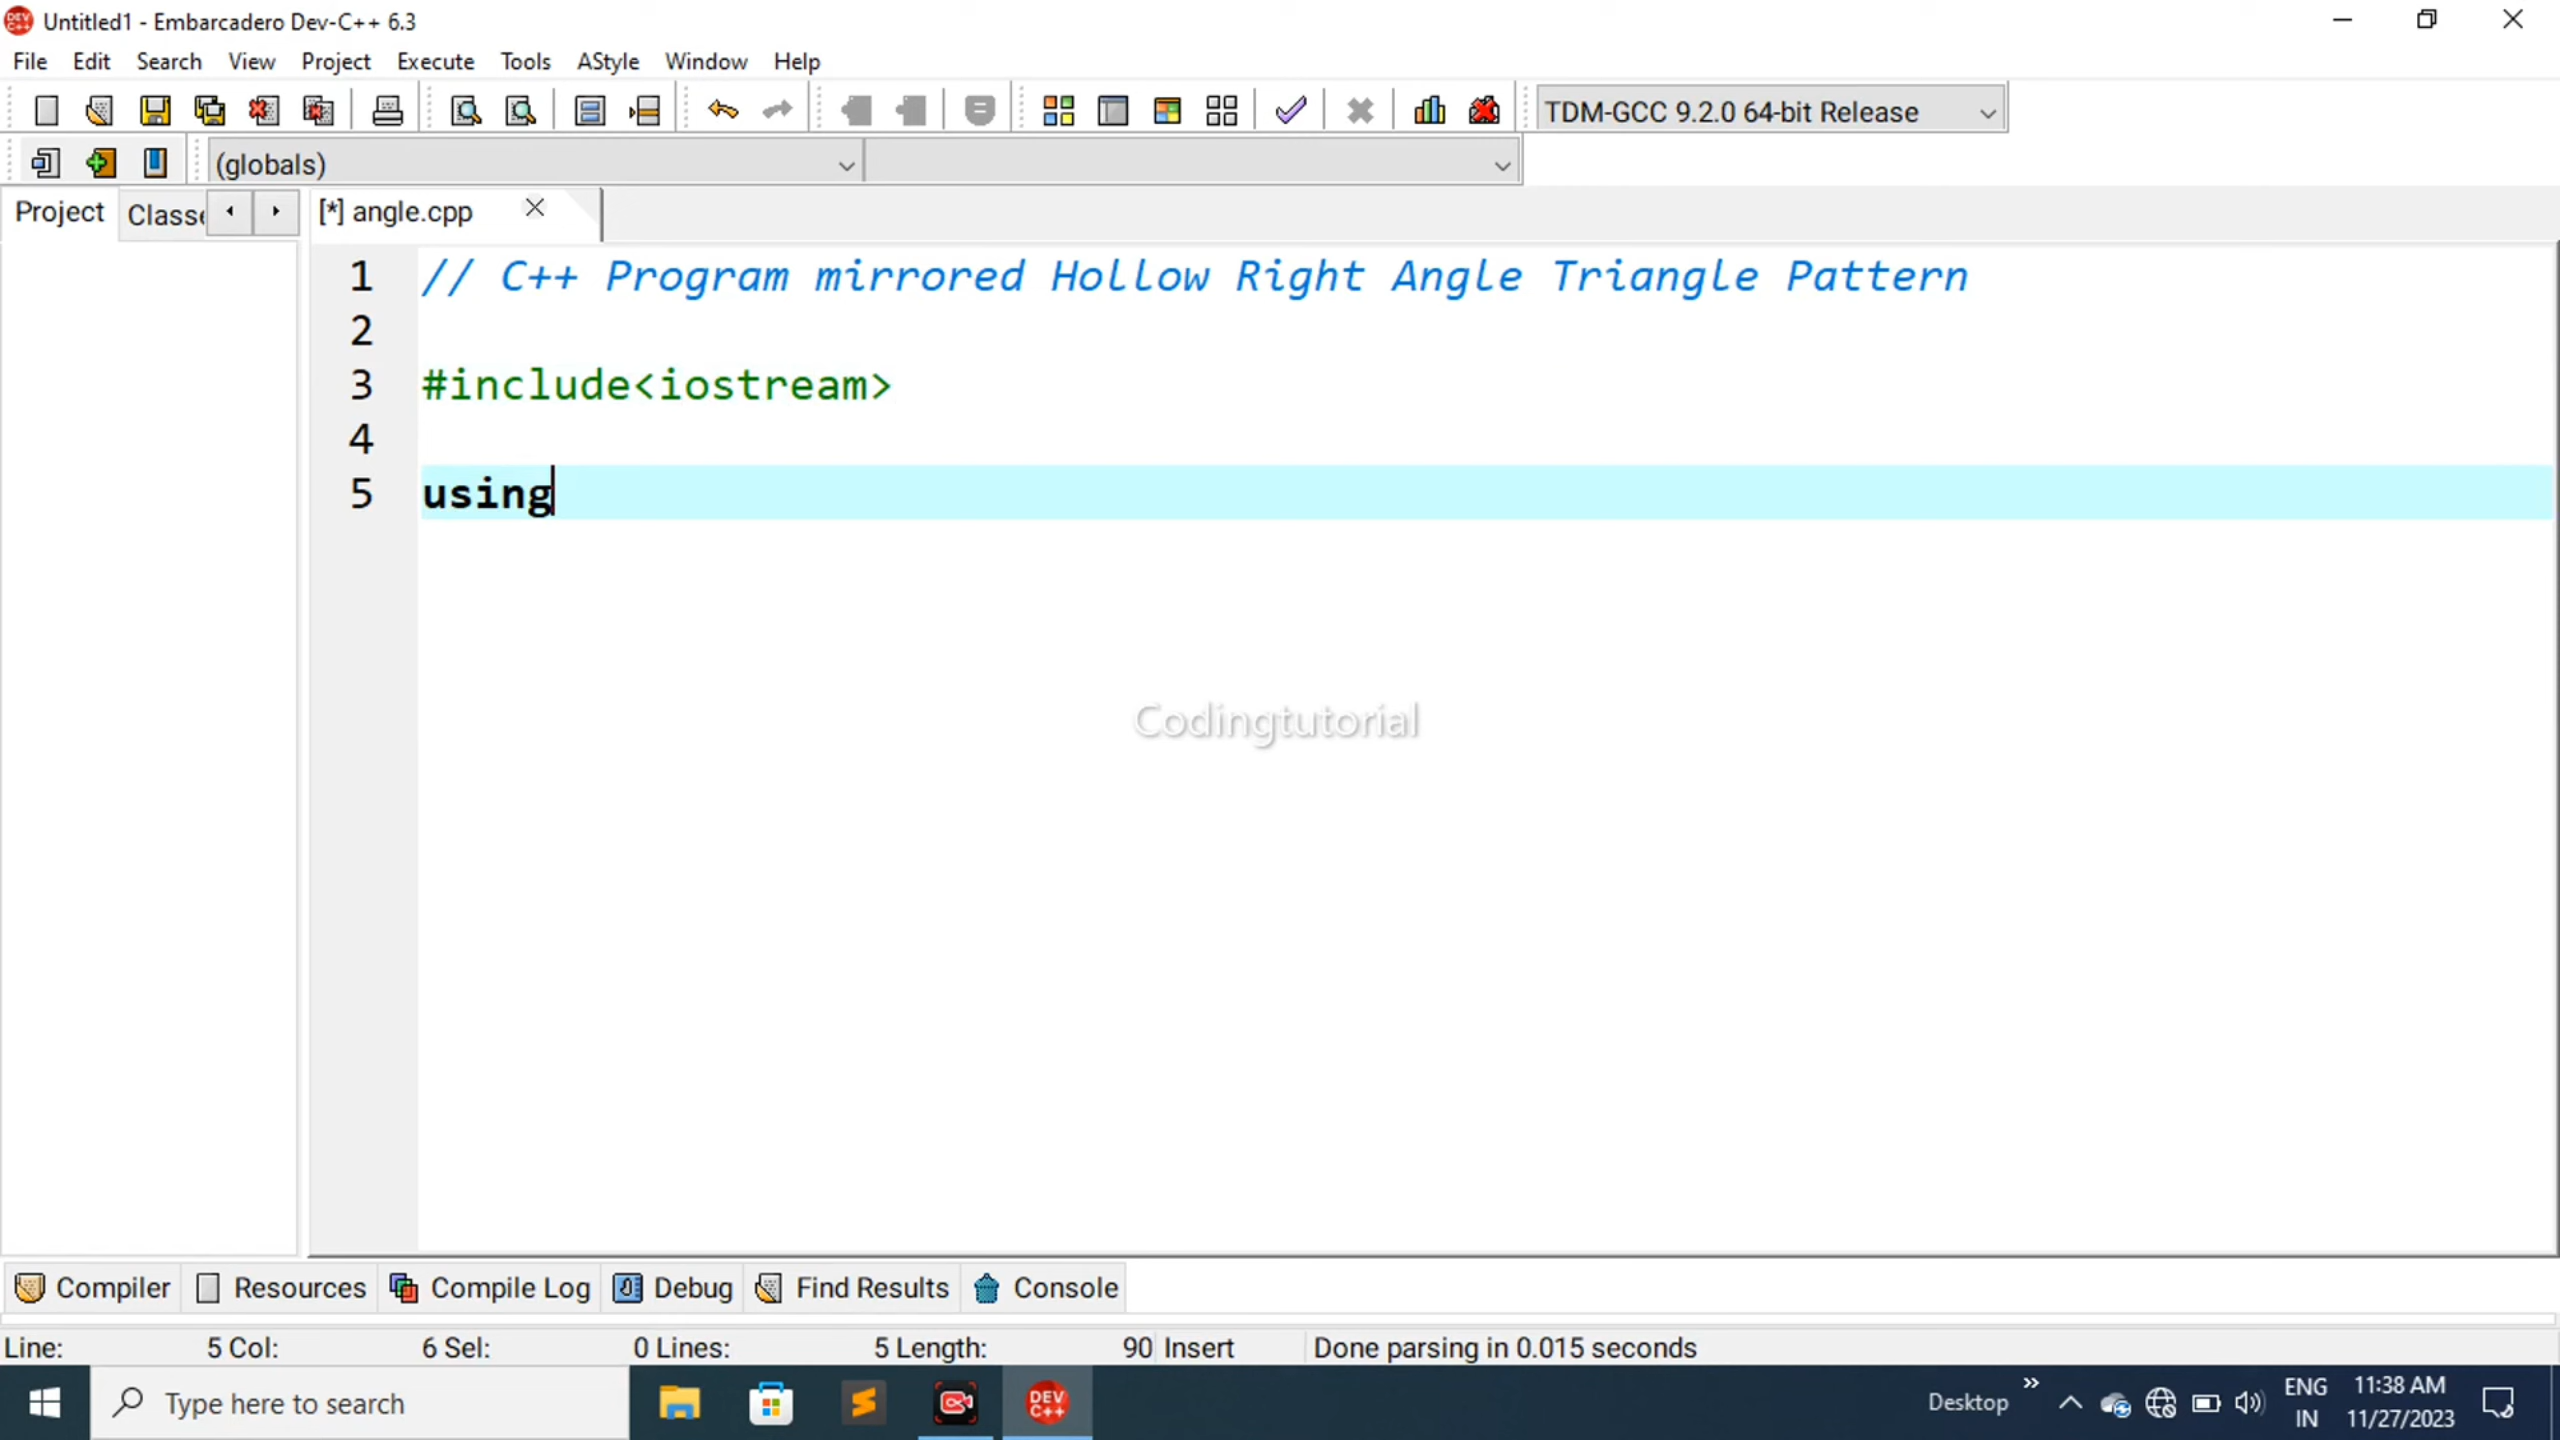 Untitled1 - Embarcadero Dev-C++ 6.3
File Edit Search View Project Execute Tools AStyle Window Help
TDM-GCC 9.2.0 64-bit Release
(globals)
Project Classe [*] angle.cpp
1 // C++ Program mirrored Hollow Right Angle Triangle Pattern
2
3 #include<iostream>
4
5 using
Codingtutorial
Compiler Resources Compile Log Debug Find Results Console
Line: 5 Col: 6 Sel: 0 Lines: 5 Length: 90 Insert Done parsing in 0.015 seconds
Type here to search DEV C++ Desktop ENG 11:38 AM
IN 11/27/2023